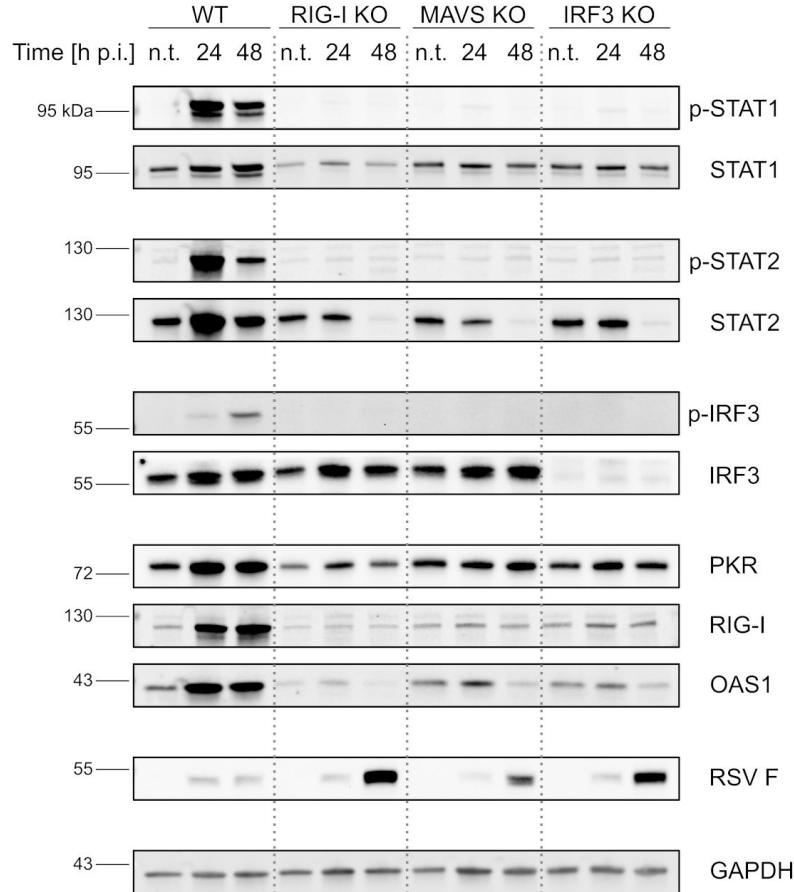 WT RIG-I KO MAVS KO IRF3 KO
Time [h p.i.] n.t. 24 48 n.t. 24 48 n.t. 24 48 n.t. 24 48
95 kDa p-STAT1
95 STAT1
130 p-STAT2
130 STAT2
55 p-IRF3
55 IRF3
72 PKR
130 RIG-I
43 OAS1
55 RSV F
43 GAPDH